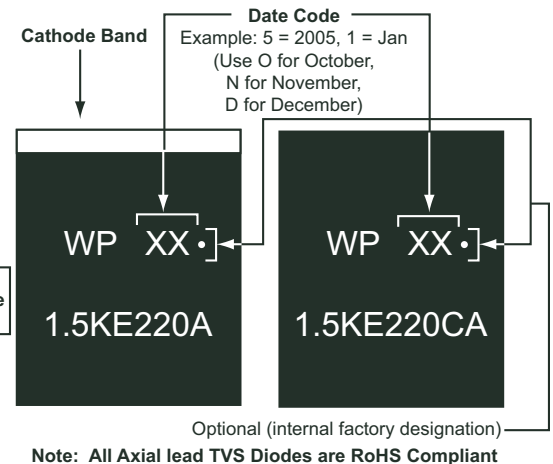 Date Code
Cathode Band
Example: 5 = 2005, 1 = Jan
(Use O for October,
N for November,
D for December)
WP XX •
1.5KE220A
WP XX •
1.5KE220CA
Optional (internal factory designation)
Note: All Axial lead TVS Diodes are RoHS Compliant